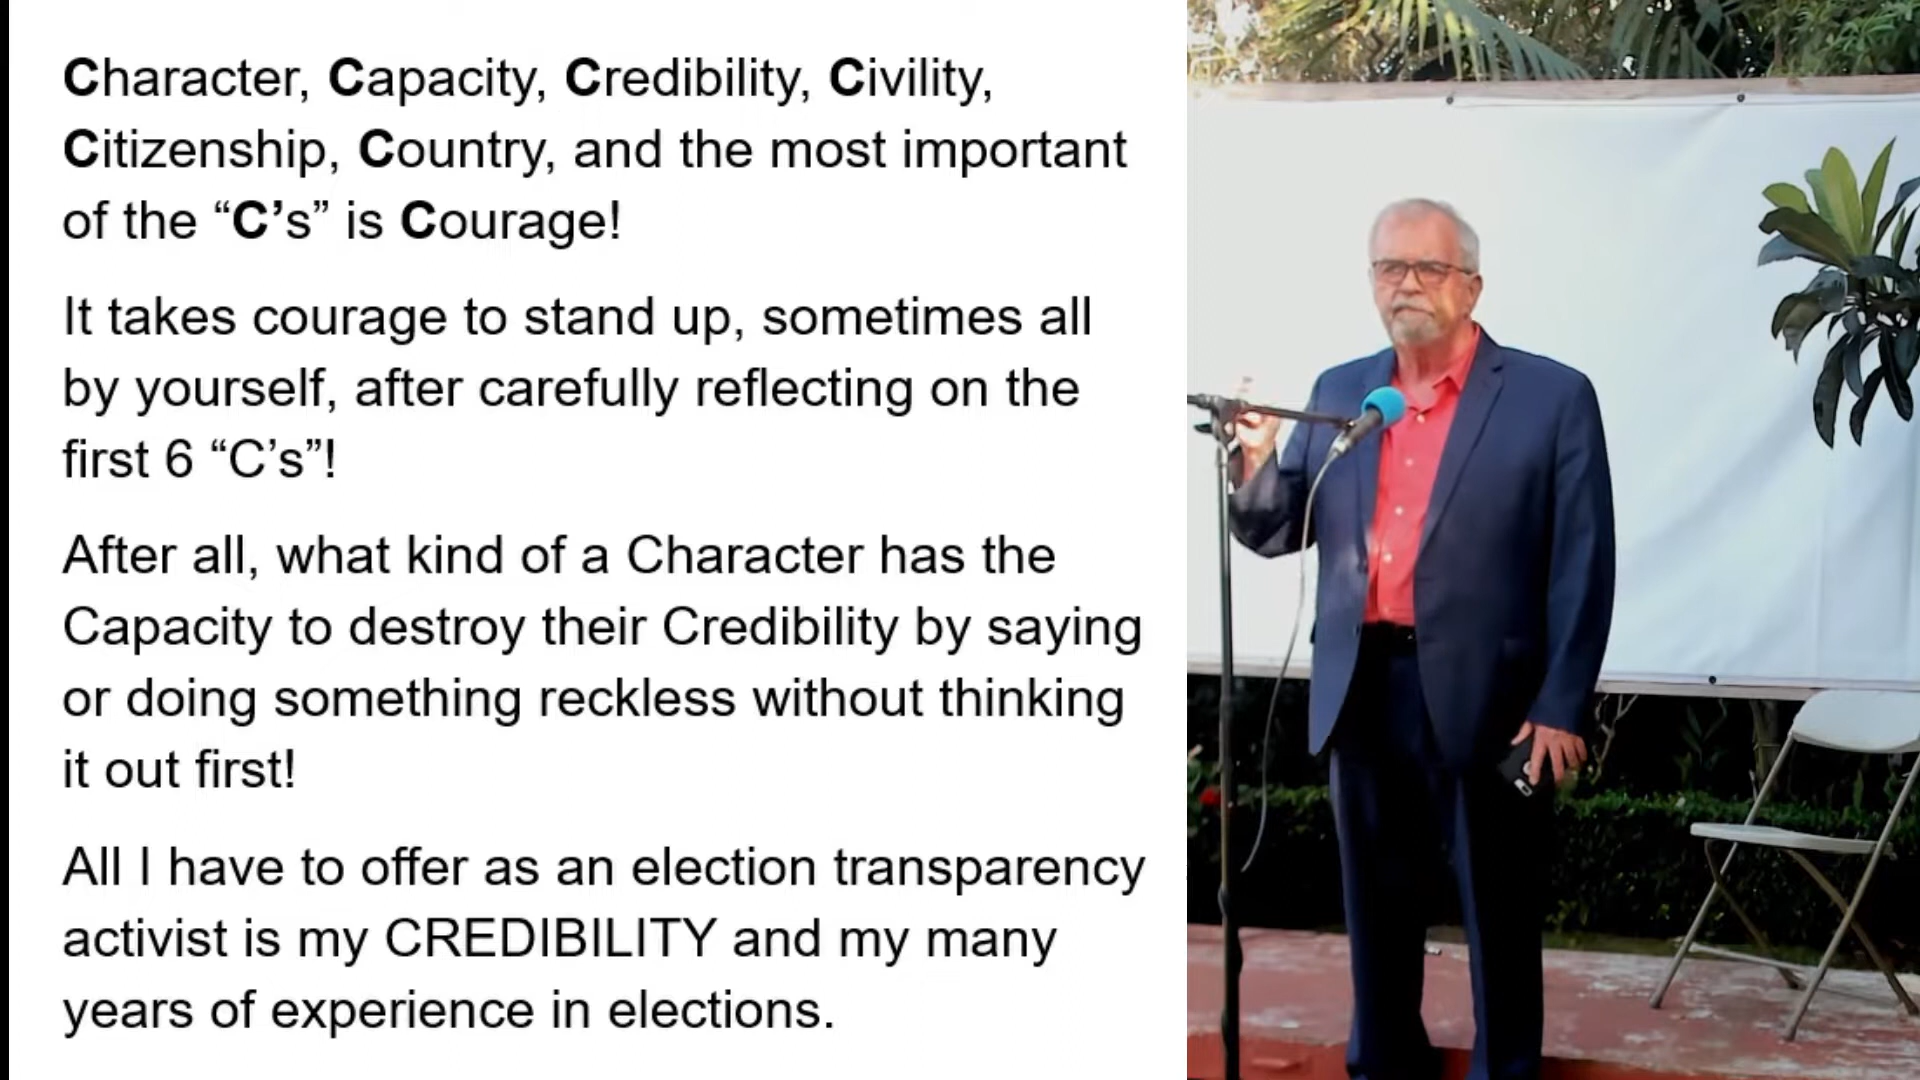 Character, Capacity, Credibility, Civility,
Citizenship, Country, and the most important
of the “C’s” is Courage!
It takes courage to stand up, sometimes all
by yourself, after carefully reflecting on the
first 6 “C’s”!
After all, what kind of a Character has the
Capacity to destroy their Credibility by saying
or doing something reckless without thinking
it out first!
All I have to offer as an election transparency
activist is my CREDIBILITY and my many
years of experience in elections.